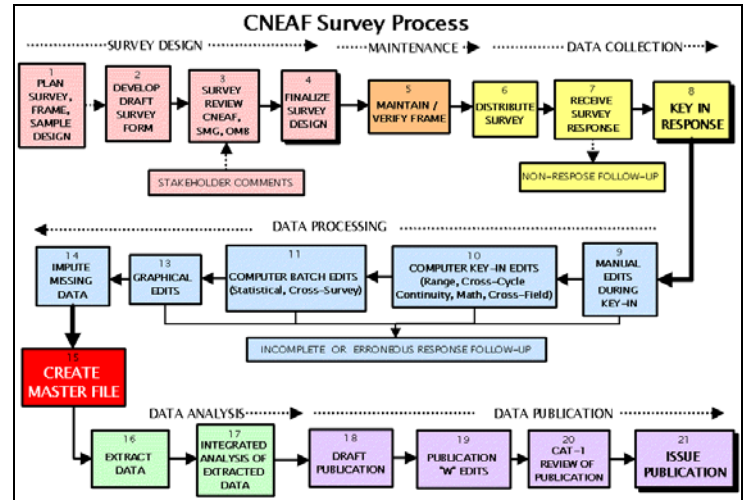 CNEAF Survey Process
SURVEY DESIGN
MAINTENANCE
DATA COLLECTION
1
PLAN
SURVEY,
FRAME,
SAMPLE
DESIGN
2
DEVELOP
DRAFT
SURVEY
FORM
3
SURVEY
REVIEW
CNEAF,
SMG, OMB
4
FINALIZE
SURVEY
DESIGN
5
MAINTAIN /
VERIFY FRAME
6
DISTRIBUTE
SURVEY
7
RECEIVE
SURVEY
RESPONSE
8
KEY IN
RESPONSE
STAKEHOLDER COMMENTS
NON-RESPOSE FOLLOW-UP
DATA PROCESSING
14
IMPUTE
MISSING
DATA
13
GRAPHICAL
EDITS
11
COMPUTER BATCH EDITS
(Statistical, Cross-Survey)
10
COMPUTER KEY-IN EDITS
(Range, Cross-Cycle
Continuity, Math, Cross-Field)
9
MANUAL
EDITS
DURING
KEY-IN
INCOMPLETE OR ERRONEOUS RESPONSE FOLLOW-UP
15
CREATE
MASTER FILE
DATA ANALYSIS
DATA PUBLICATION
16
EXTRACT
DATA
17
INTEGRATED
ANALYSIS OF
EXTRACTED
DATA
18
DRAFT
PUBLICATION
19
PUBLICATION
"W" EDITS
20
CAT-1
REVIEW OF
PUBLICATION
21
ISSUE
PUBLICATION